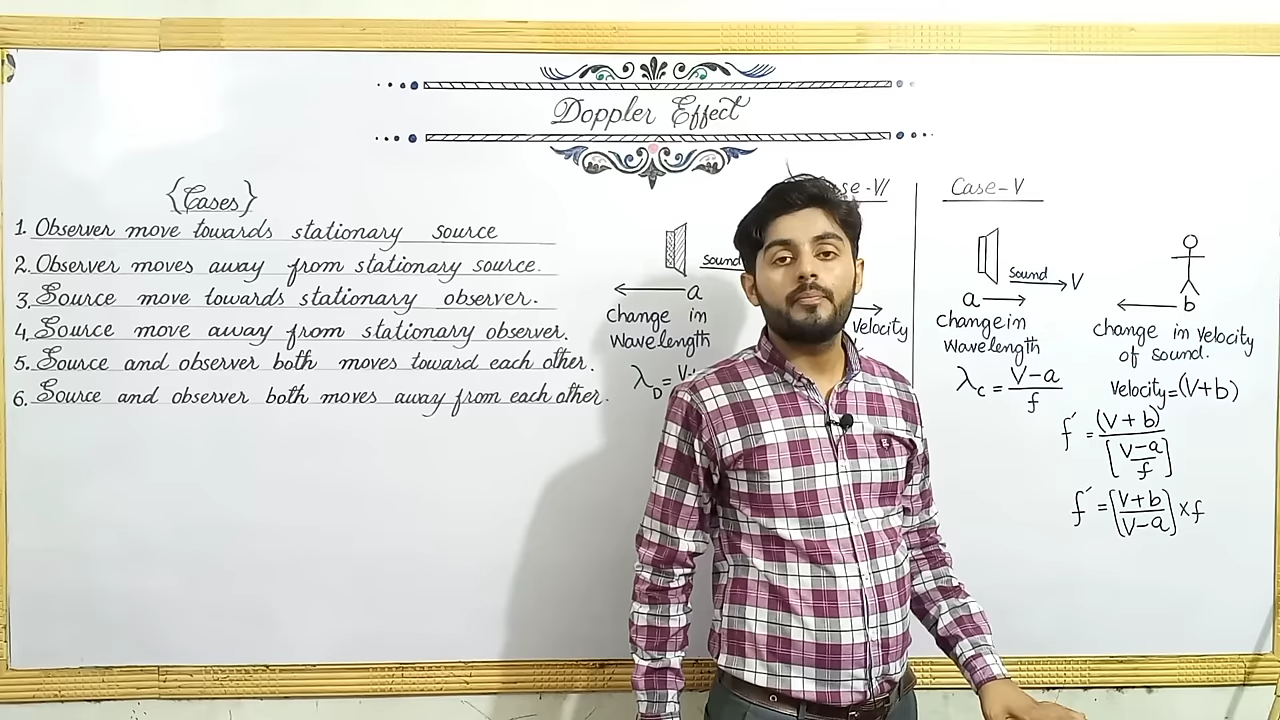 Doppler Effect
{Cases}
1. Observer move towards stationary source
2. Observer moves away from stationary source.
3. Source move towards stationary observer.
4. Source move away from stationary observer.
5. Source and observer both moves toward each other.
6. Source and observer both moves away from each other.
se-VI
Sound
a
Change in
Wavelength
velocity
λD = V-
Case-V
Sound
V
a
b
Change in
Wavelength
change in velocity
of sound.
λC = V-a/f
Velocity=(V+b)
f′ = (V+b)/[V-a/f]
f′ = [V+b/V-a] x f